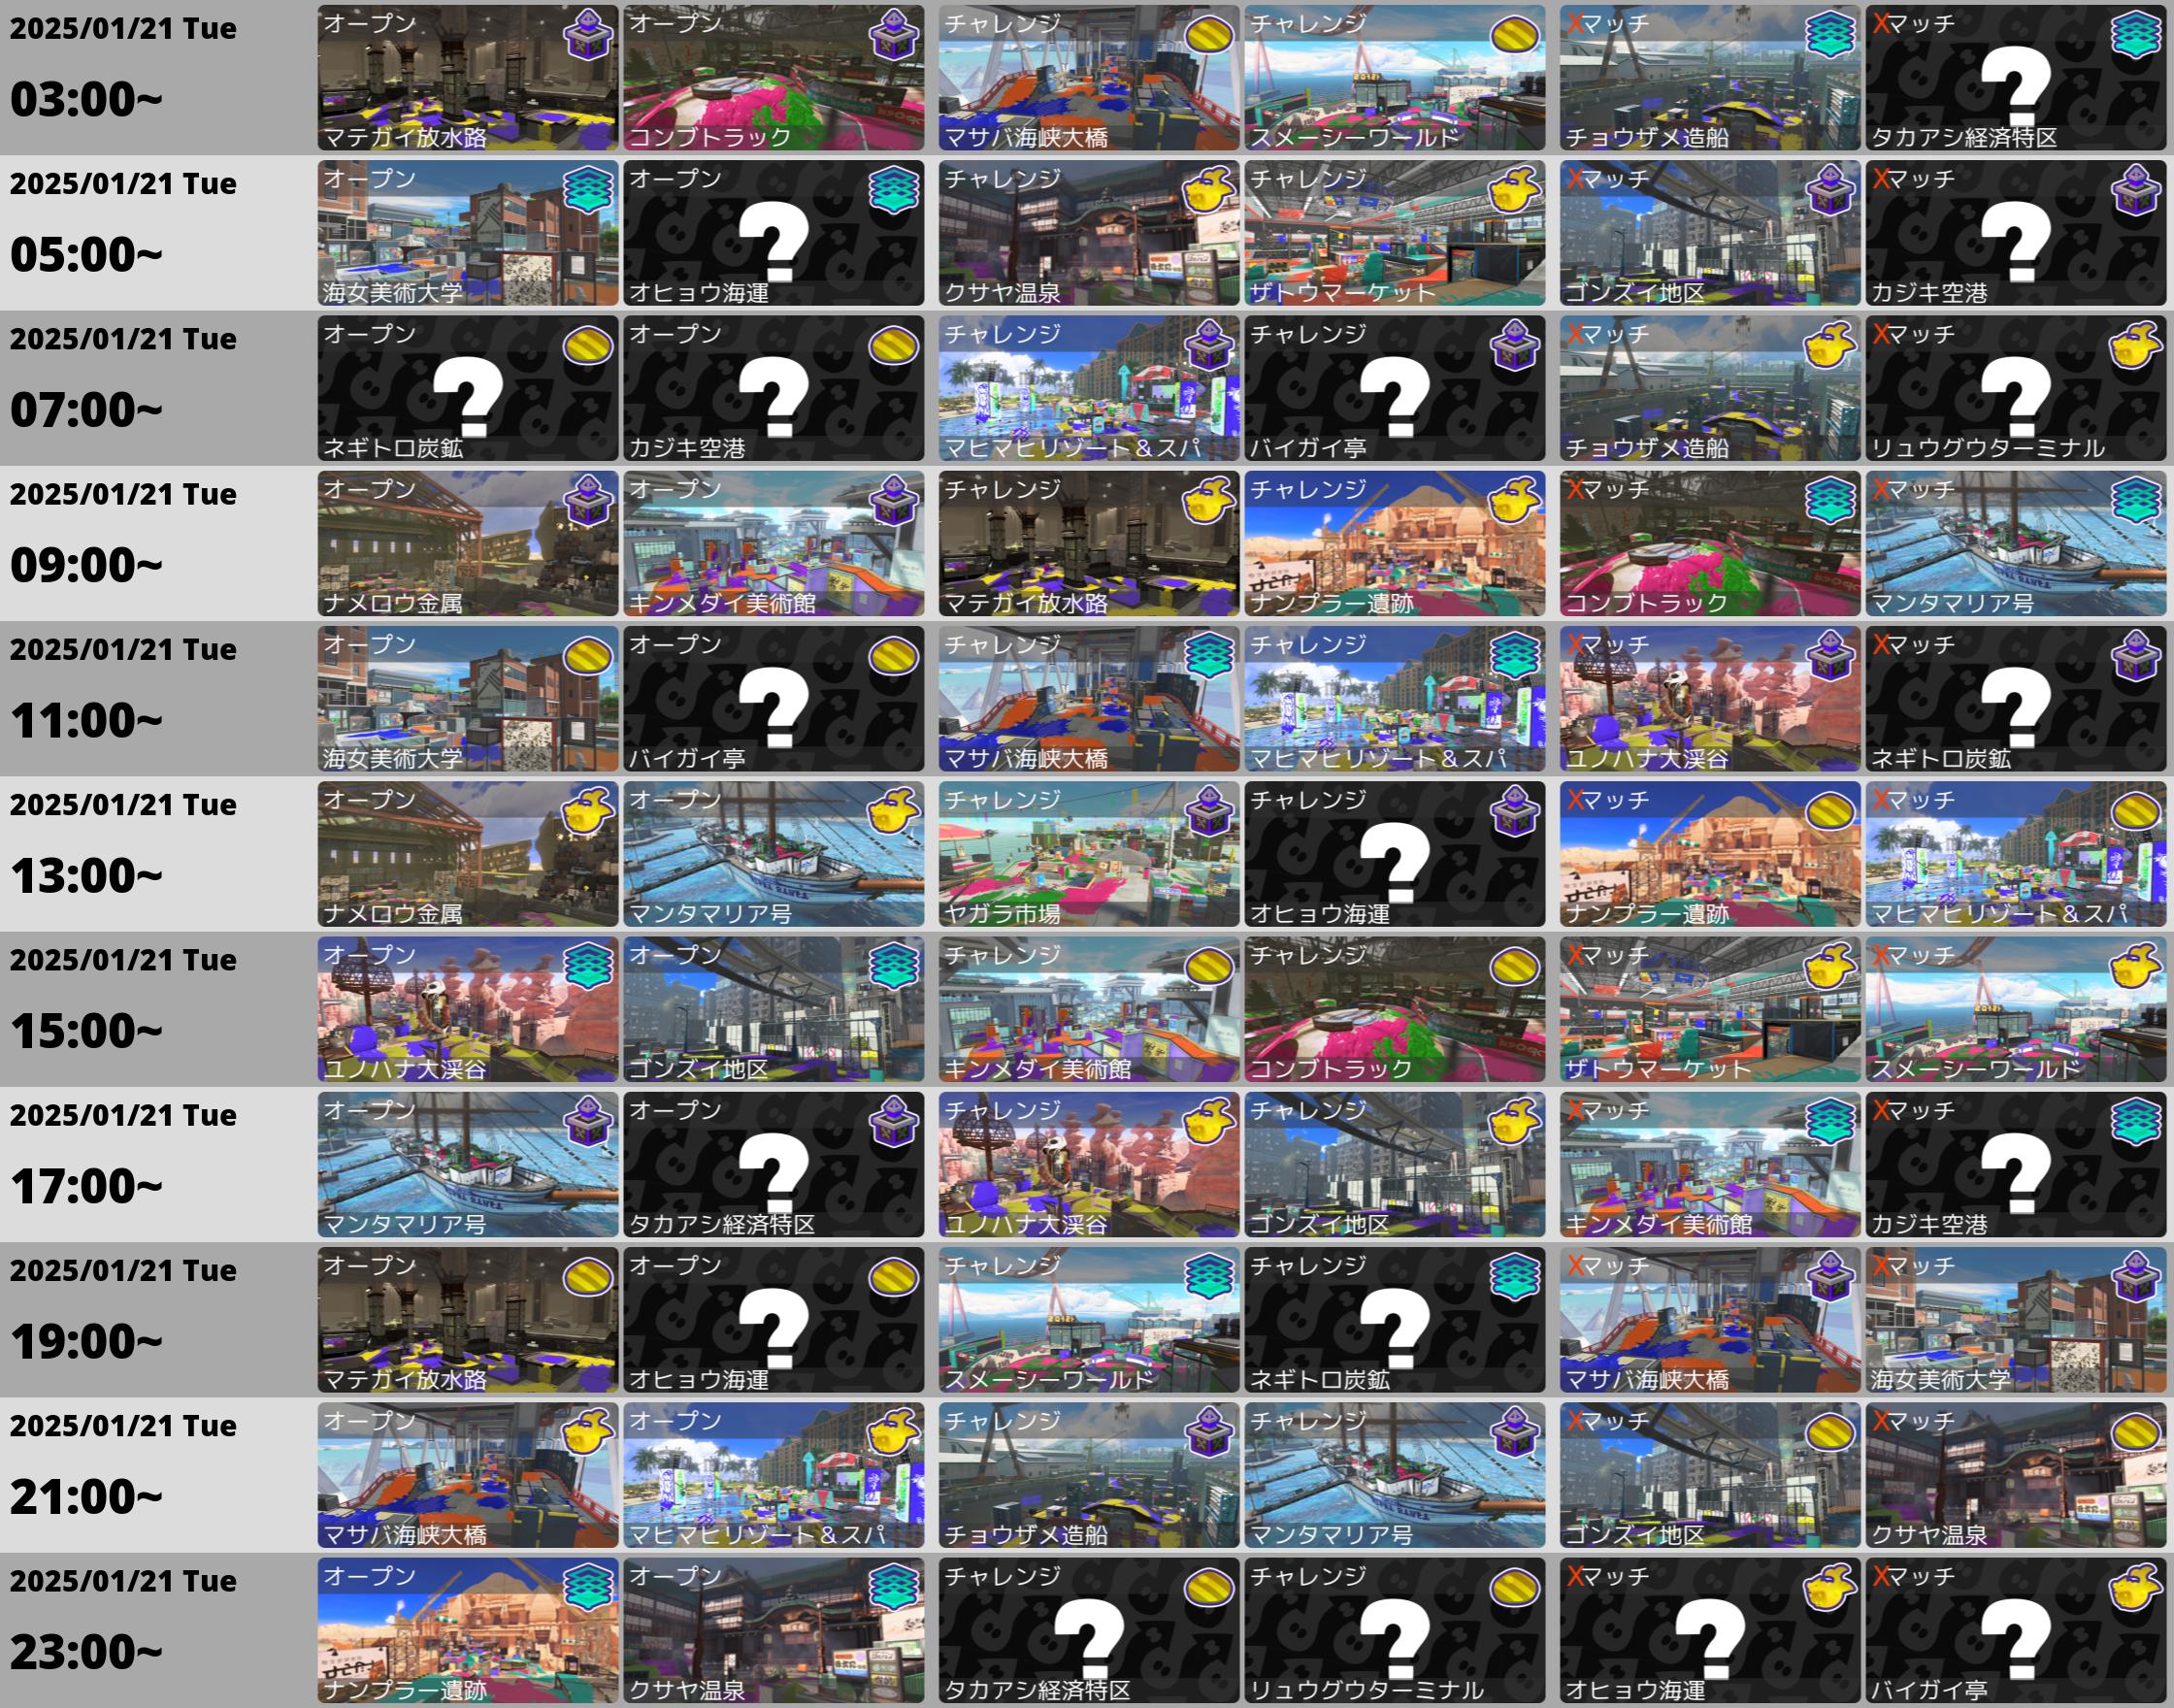 2025/01/21 Tue
03:00~
オープン
マテガイ放水路
オープン
コンブトラック
チャレンジ
マサバ海峡大橋
チャレンジ
スメーシーワールド
Xマッチ
チョウザメ造船
Xマッチ
タカアシ経済特区
2025/01/21 Tue
05:00~
オープン
海女美術大学
オープン
オヒョウ海運
チャレンジ
クサヤ温泉
チャレンジ
ザトウマーケット
Xマッチ
ゴンズイ地区
Xマッチ
カジキ空港
2025/01/21 Tue
07:00~
オープン
ネギトロ炭鉱
オープン
カジキ空港
チャレンジ
マヒマヒリゾート＆スパ
チャレンジ
バイガイ亭
Xマッチ
チョウザメ造船
Xマッチ
リュウグウターミナル
2025/01/21 Tue
09:00~
オープン
ナメロウ金属
オープン
キンメダイ美術館
チャレンジ
マテガイ放水路
チャレンジ
ナンプラー遺跡
Xマッチ
コンブトラック
Xマッチ
マンタマリア号
2025/01/21 Tue
11:00~
オープン
海女美術大学
オープン
バイガイ亭
チャレンジ
マサバ海峡大橋
チャレンジ
マヒマヒリゾート＆スパ
Xマッチ
ユノハナ大渓谷
Xマッチ
ネギトロ炭鉱
2025/01/21 Tue
13:00~
オープン
ナメロウ金属
オープン
マンタマリア号
チャレンジ
ヤガラ市場
チャレンジ
オヒョウ海運
Xマッチ
ナンプラー遺跡
Xマッチ
マヒマヒリゾート＆スパ
2025/01/21 Tue
15:00~
オープン
ユノハナ大渓谷
オープン
ゴンズイ地区
チャレンジ
キンメダイ美術館
チャレンジ
コンブトラック
Xマッチ
ザトウマーケット
Xマッチ
スメーシーワールド
2025/01/21 Tue
17:00~
オープン
マンタマリア号
オープン
タカアシ経済特区
チャレンジ
ユノハナ大渓谷
チャレンジ
ゴンズイ地区
Xマッチ
キンメダイ美術館
Xマッチ
カジキ空港
2025/01/21 Tue
19:00~
オープン
マテガイ放水路
オープン
オヒョウ海運
チャレンジ
スメーシーワールド
チャレンジ
ネギトロ炭鉱
Xマッチ
マサバ海峡大橋
Xマッチ
海女美術大学
2025/01/21 Tue
21:00~
オープン
マサバ海峡大橋
オープン
マヒマヒリゾート＆スパ
チャレンジ
チョウザメ造船
チャレンジ
マンタマリア号
Xマッチ
ゴンズイ地区
Xマッチ
クサヤ温泉
2025/01/21 Tue
23:00~
オープン
ナンプラー遺跡
オープン
クサヤ温泉
チャレンジ
タカアシ経済特区
チャレンジ
リュウグウターミナル
Xマッチ
オヒョウ海運
Xマッチ
バイガイ亭